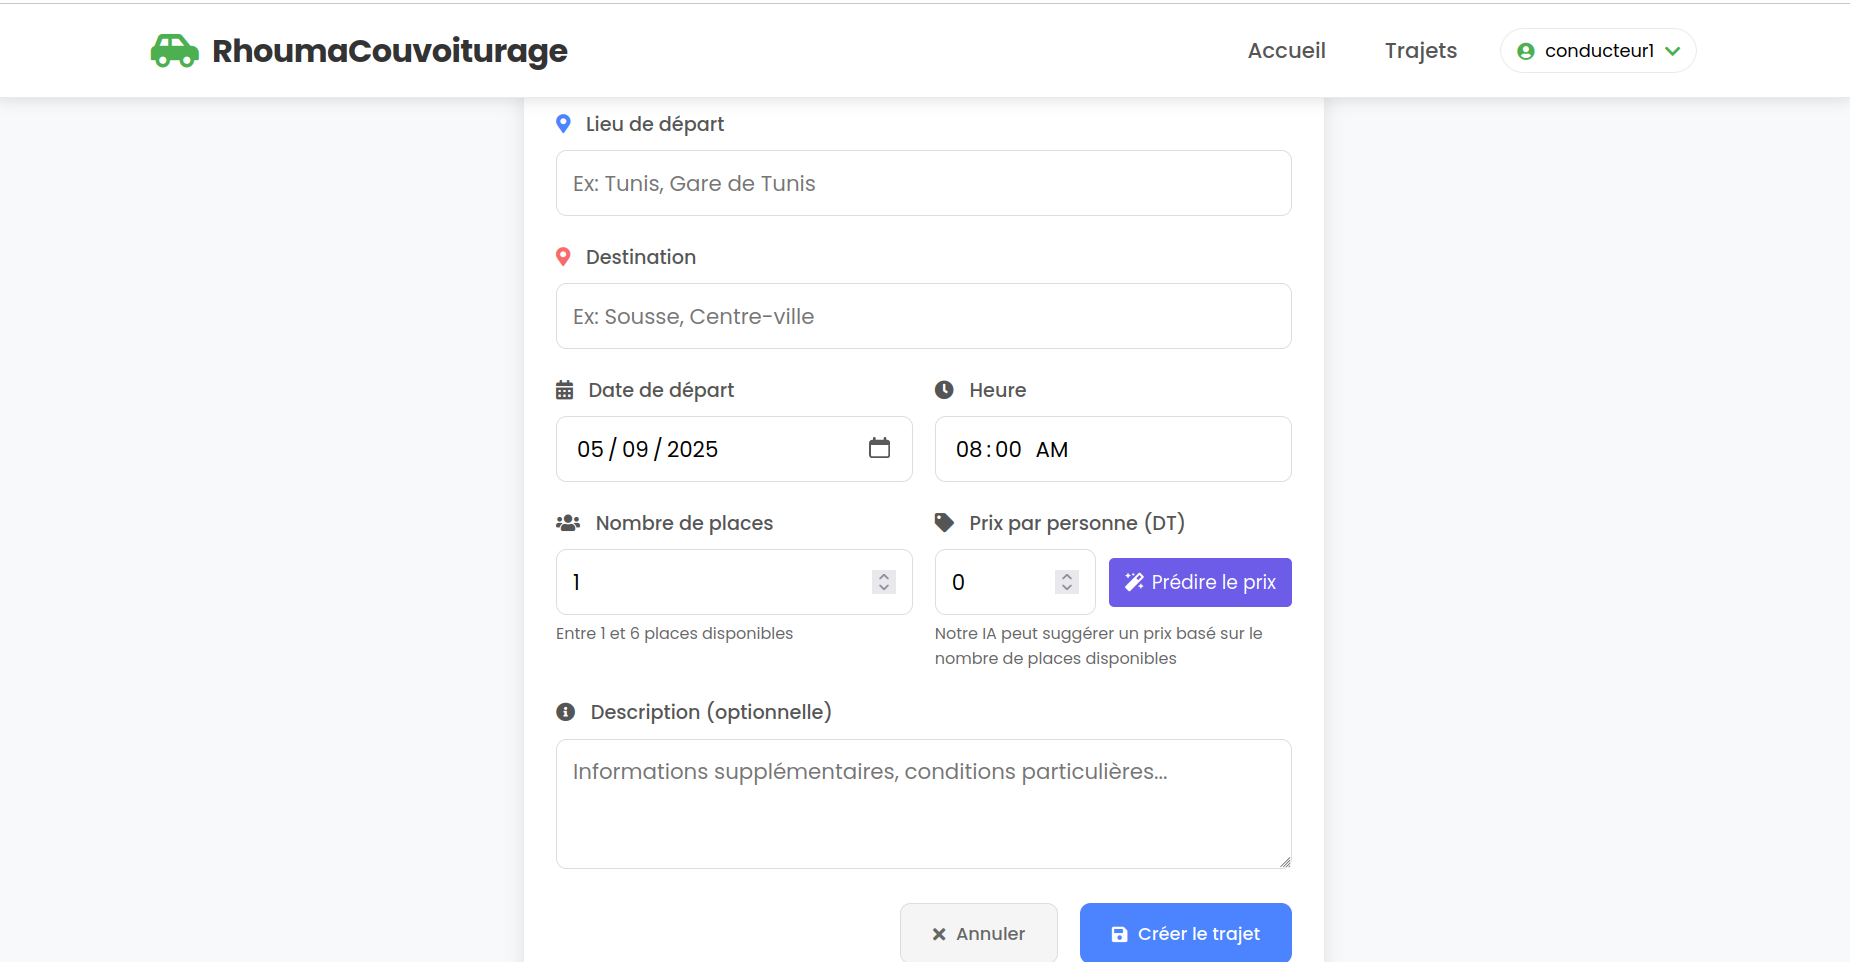 RhoumaCouvoiturage
Accueil
Trajets
conducteur1
Lieu de départ
Ex: Tunis, Gare de Tunis
Destination
Ex: Sousse, Centre-ville
Date de départ
Heure
05/09/2025
08:00 AM
Nombre de places
Prix par personne (DT)
1
0
Prédire le prix
Entre 1 et 6 places disponibles
Notre IA peut suggérer un prix basé sur le
nombre de places disponibles
Description (optionnelle)
Informations supplémentaires, conditions particulières...
Annuler
Créer le trajet